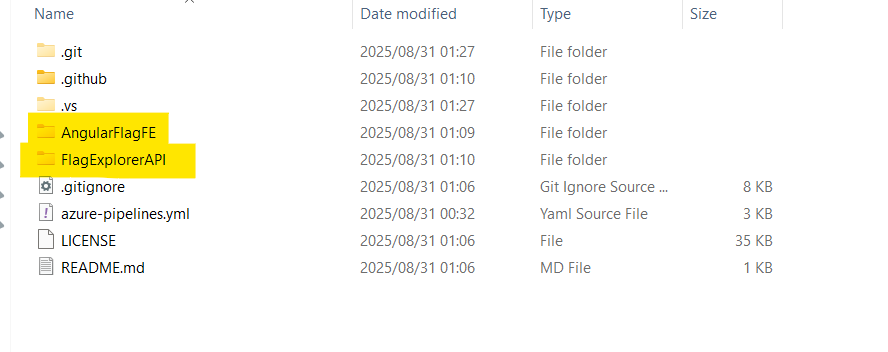 Name Date modified Type Size
.git 2025/08/31 01:27 File folder
.github 2025/08/31 01:10 File folder
.vs 2025/08/31 01:27 File folder
AngularFlagFE 2025/08/31 01:09 File folder
FlagExplorerAPI 2025/08/31 01:10 File folder
.gitignore 2025/08/31 01:06 Git Ignore Source ... 8 KB
azure-pipelines.yml 2025/08/31 00:32 Yaml Source File 3 KB
LICENSE 2025/08/31 01:06 File 35 KB
README.md 2025/08/31 01:06 MD File 1 KB